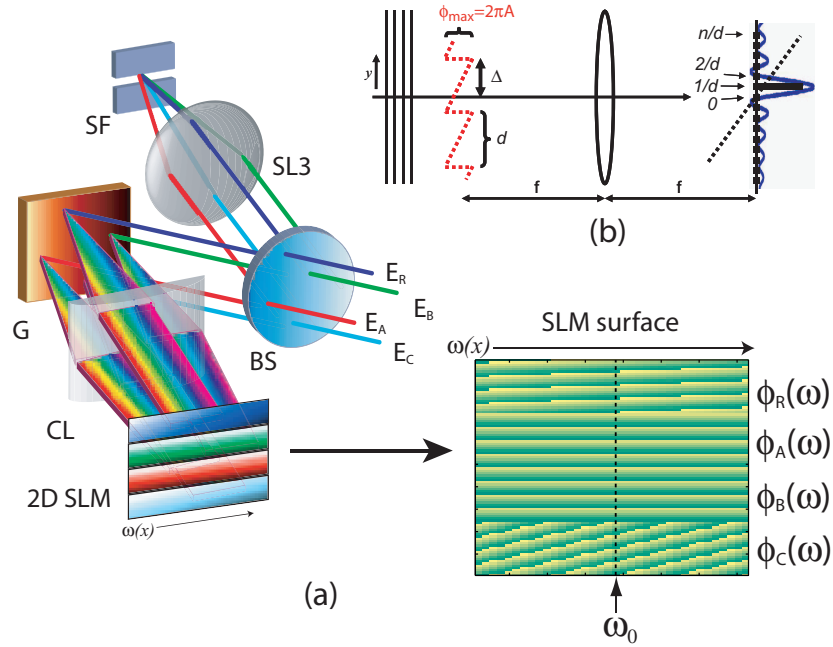 (a)
SF
SL3
G
E_R
E_B
E_A
E_C
BS
CL
2D SLM
ω(x)
ϕmax=2πA
y
Δ
d
f
f
n/d
2/d
1/d
0
(b)
SLM surface
ω(x)
ϕ_R(ω)
ϕ_A(ω)
ϕ_B(ω)
ϕ_C(ω)
ω_0